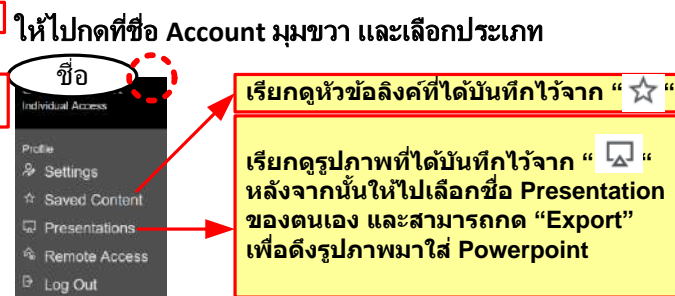 ให้ไปกดที่ชื่อ Account มุมขวา และเลือกประเภท
ชื่อ
Individual Access
Profile
Settings
Saved Content
Presentations
Remote Access
Log Out
เรียกดูหัวข้อลิงค์ที่ได้บันทึกไว้จาก “ ☆ “
เรียกดูรูปภาพที่ได้บันทึกไว้จาก “ “
หลังจากนั้นให้ไปเลือกชื่อ Presentation
ของตนเอง และสามารถกด “Export”
เพื่อดึงรูปภาพมาใส่ Powerpoint